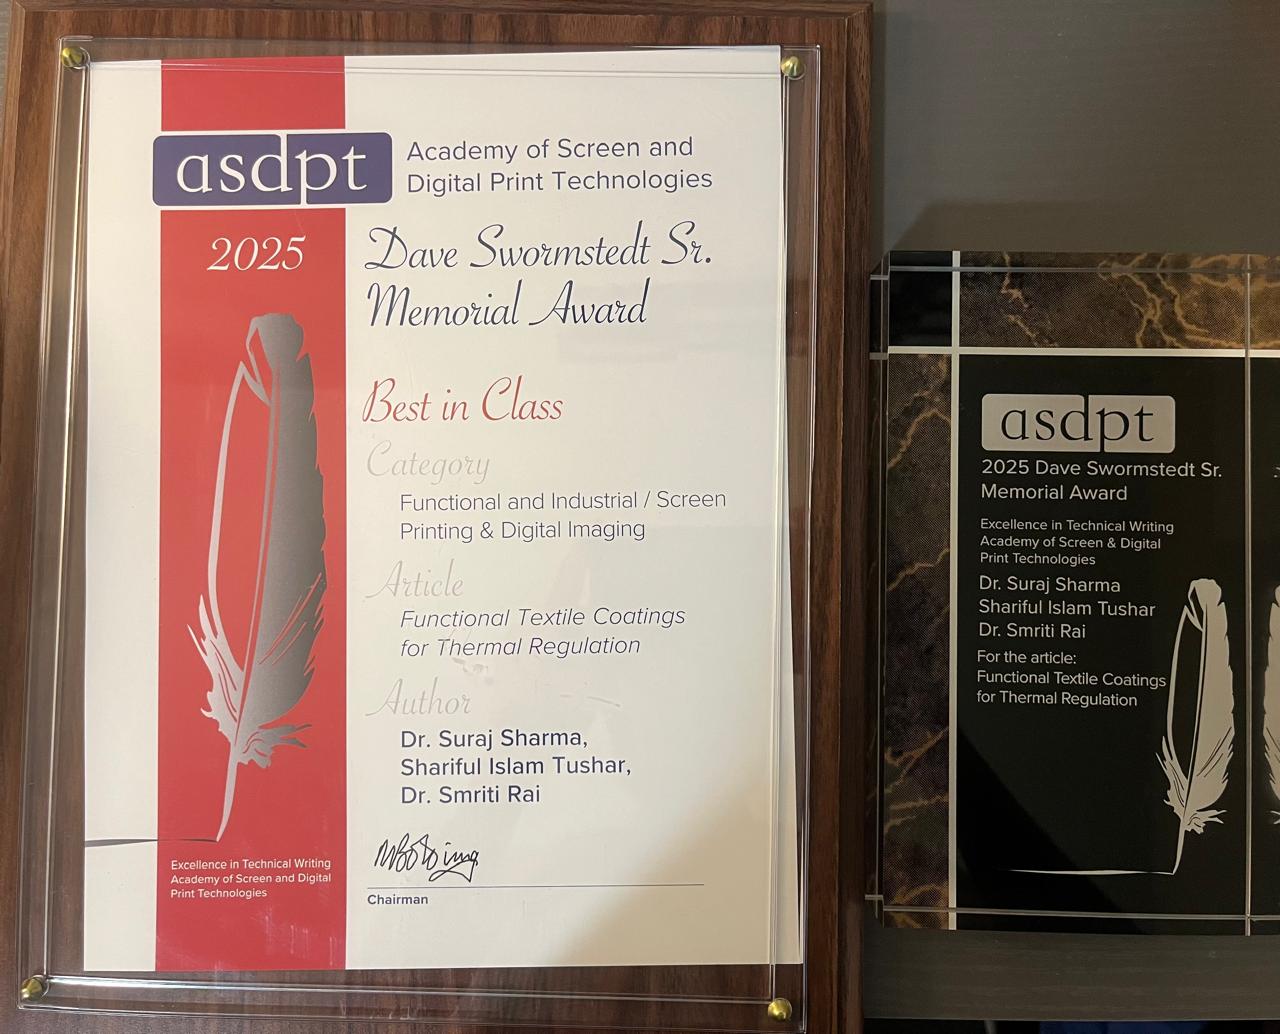 asdpt
Academy of Screen and
Digital Print Technologies
2025
Dave Swormstedt Sr.
Memorial Award
Best in Class
Category
Functional and Industrial / Screen
Printing & Digital Imaging
Article
Functional Textile Coatings
for Thermal Regulation
Author
Dr. Suraj Sharma,
Shariful Islam Tushar,
Dr. Smriti Rai
Chairman
Excellence in Technical Writing
Academy of Screen and Digital
Print Technologies
asdpt
2025 Dave Swormstedt Sr.
Memorial Award
Excellence in Technical Writing
Academy of Screen & Digital
Print Technologies
Dr. Suraj Sharma
Shariful Islam Tushar
Dr. Smriti Rai
For the article:
Functional Textile Coatings
for Thermal Regulation